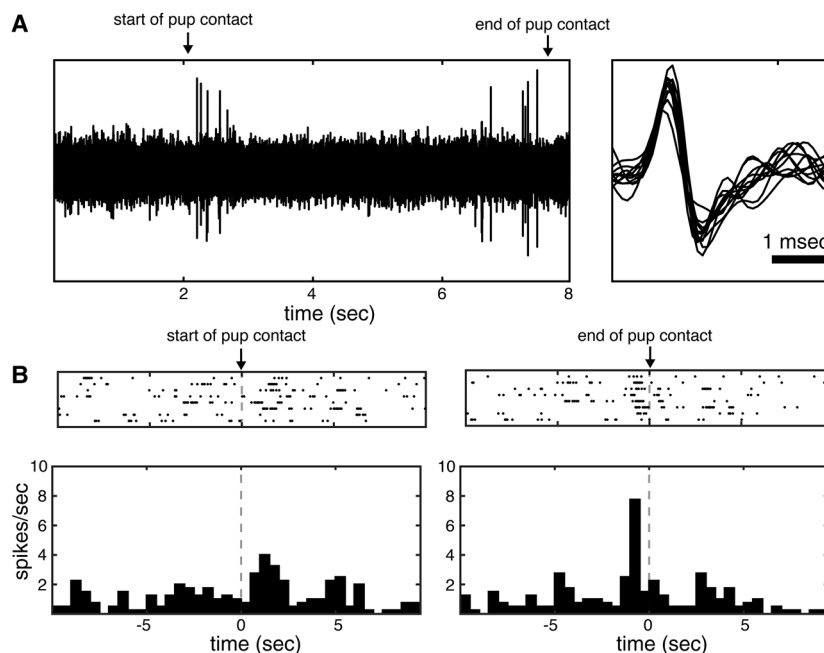 A
start of pup contact
end of pup contact
1 msec
2
4
6
8
time (sec)
B
start of pup contact
end of pup contact
spikes/sec
10
8
6
4
2
-5
0
5
time (sec)
10
8
6
4
2
-5
0
5
time (sec)